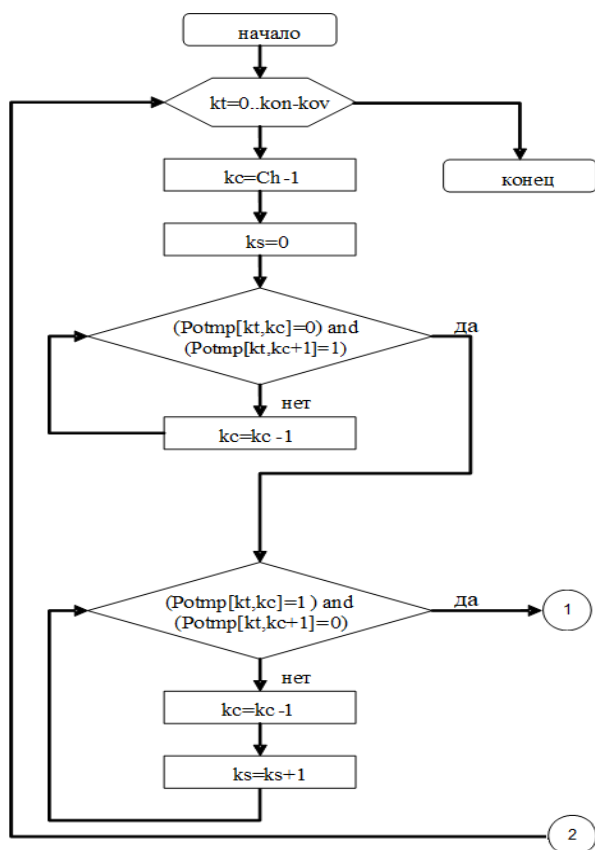 начало
kt=0..kon-kov
kc=Ch-1
конец
ks=0
(Potmp[kt,kc]=0) and
(Potmp[kt,kc+1]=1)
да
нет
kc=kc-1
(Potmp[kt,kc]=1) and
(Potmp[kt,kc+1]=0)
да
1
нет
kc=kc-1
ks=ks+1
2